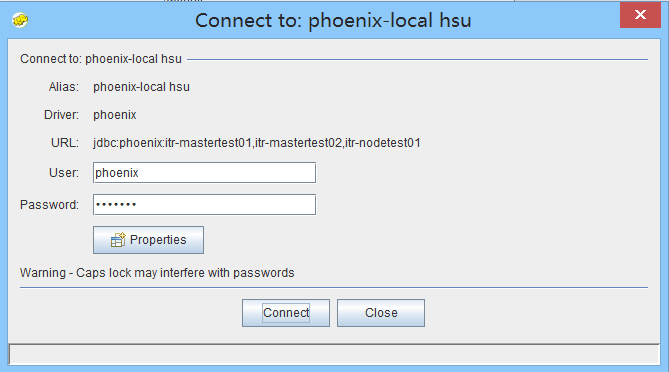 Connect to: phoenix-local hsu
Connect to: phoenix-local hsu
Alias: phoenix-local hsu
Driver: phoenix
URL: jdbc:phoenix:itr-mastertest01,itr-mastertest02,itr-nodetest01
User: phoenix
Password: •••••••
Properties
Warning - Caps lock may interfere with passwords
Connect Close